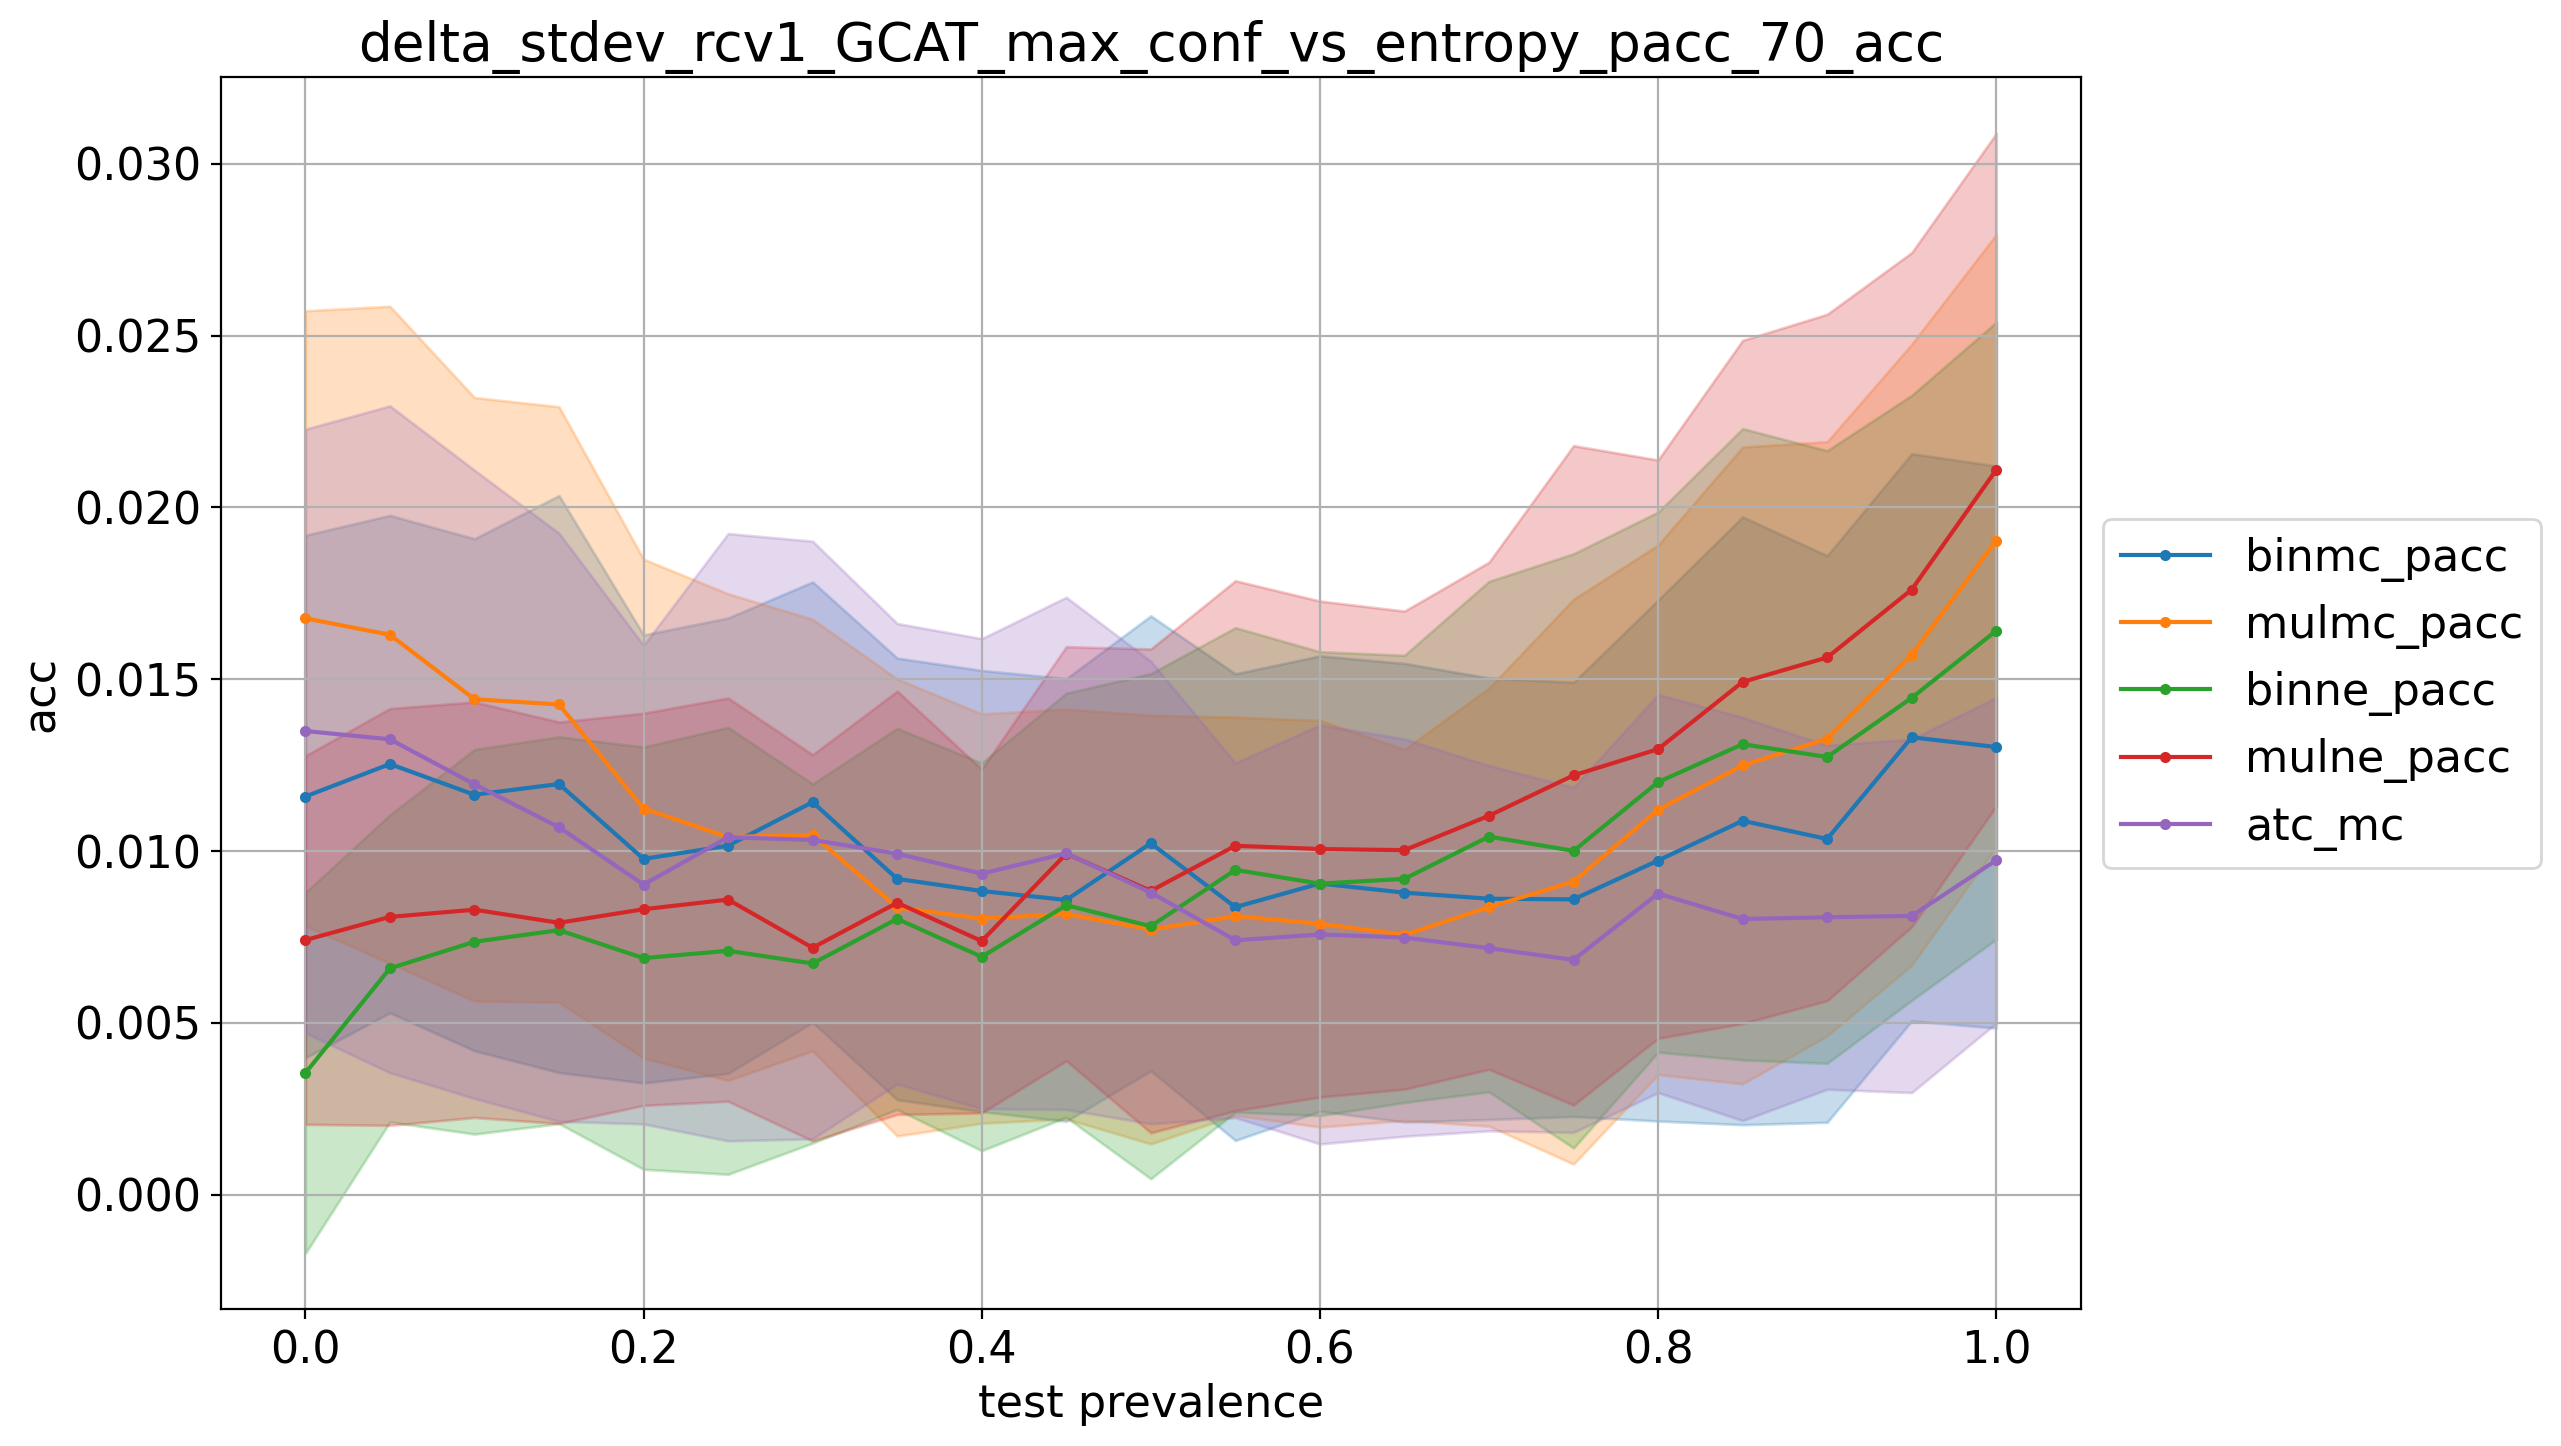 delta_stdev_rcv1_GCAT_max_conf_vs_entropy_pacc_70_acc
0.030
0.025
0.020
0.015
0.010
0.005
0.000
acc
0.0 0.2 0.4 0.6 0.8 1.0
test prevalence
binmc_pacc
mulmc_pacc
binne_pacc
mulne_pacc
atc_mc